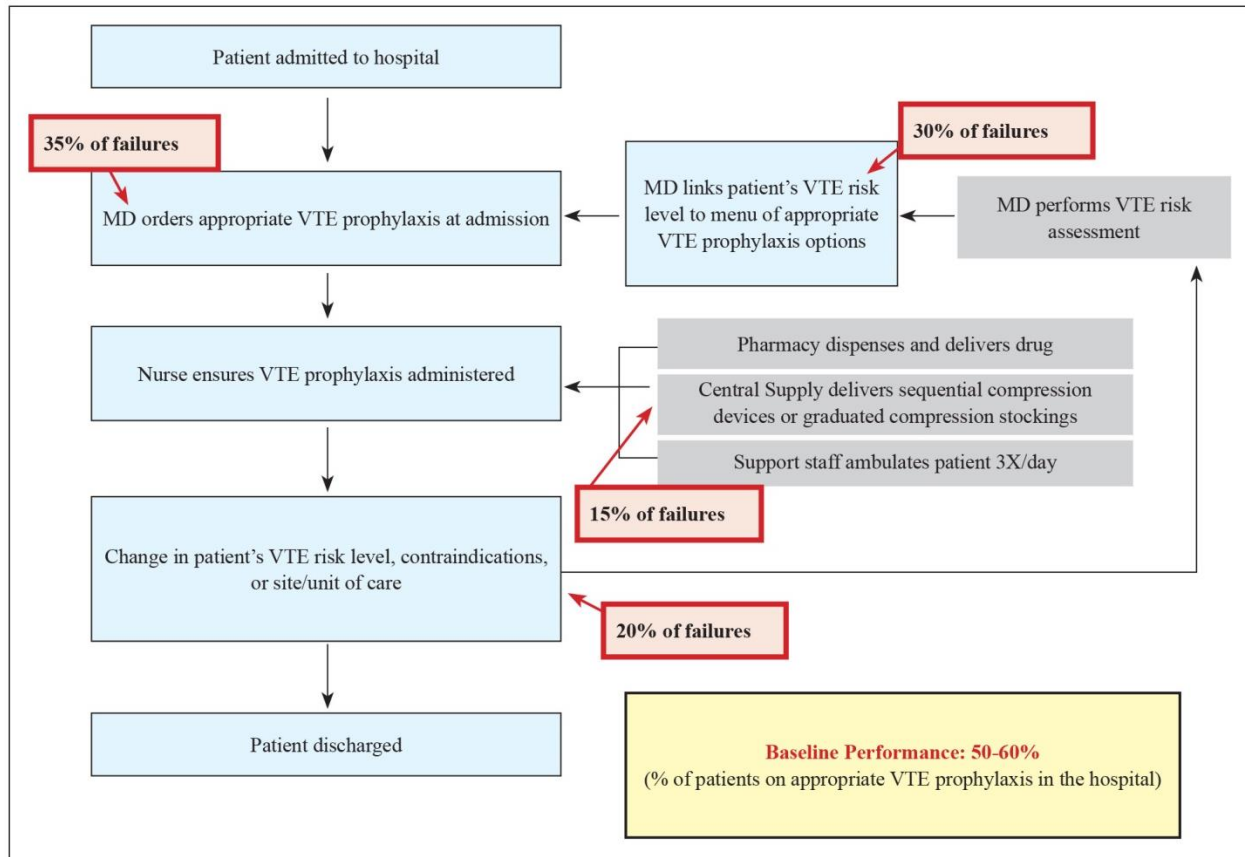 Patient admitted to hospital
35% of failures
30% of failures
MD orders appropriate VTE prophylaxis at admission
MD links patient’s VTE risk
level to menu of appropriate
VTE prophylaxis options
MD performs VTE risk
assessment
Nurse ensures VTE prophylaxis administered
Pharmacy dispenses and delivers drug
Central Supply delivers sequential compression
devices or graduated compression stockings
Support staff ambulates patient 3X/day
15% of failures
Change in patient’s VTE risk level, contraindications,
or site/unit of care
20% of failures
Patient discharged
Baseline Performance: 50-60%
(% of patients on appropriate VTE prophylaxis in the hospital)